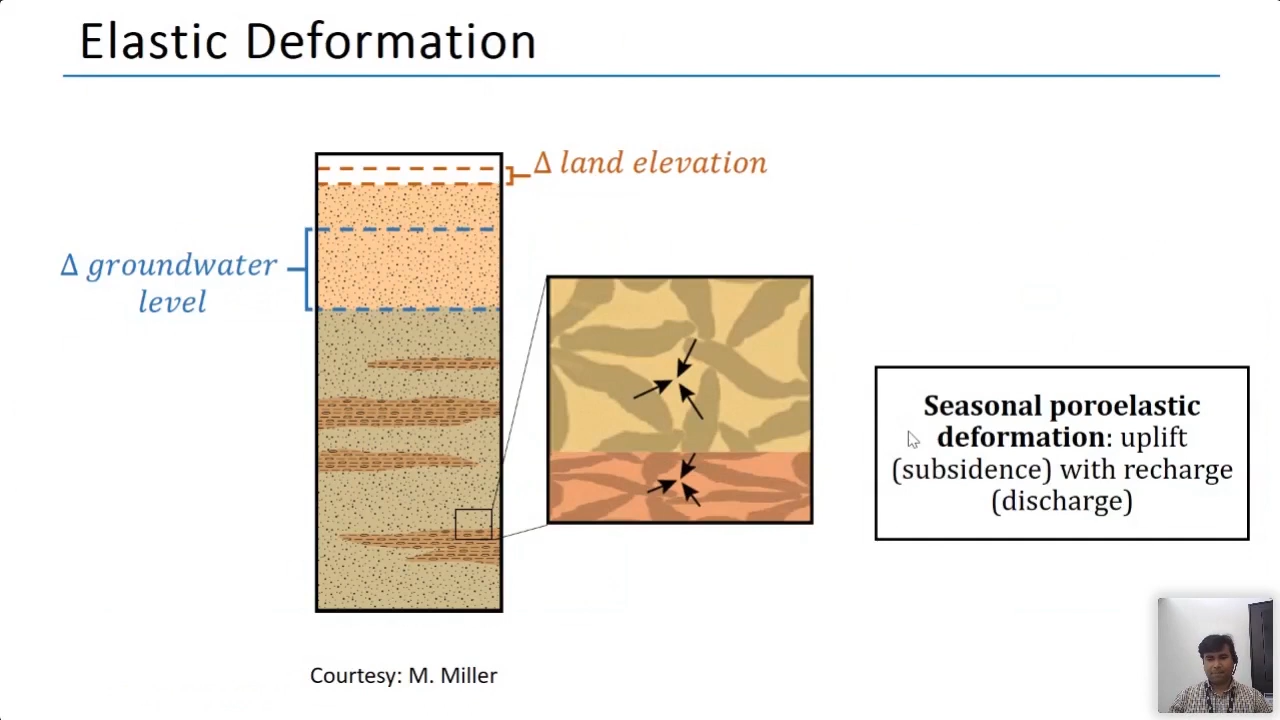 Elastic Deformation
Δ land elevation
Δ groundwater
level
Seasonal poroelastic
deformation: uplift
(subsidence) with recharge
(discharge)
Courtesy: M. Miller